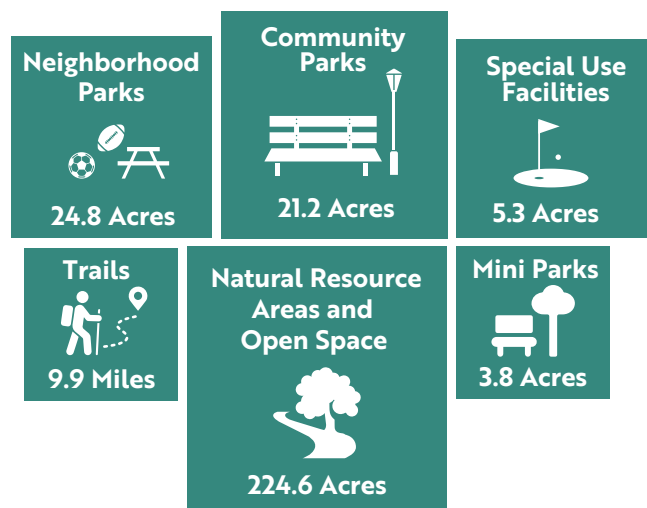 Neighborhood
Parks
24.8 Acres
Community
Parks
21.2 Acres
Special Use
Facilities
5.3 Acres
Trails
9.9 Miles
Natural Resource
Areas and
Open Space
224.6 Acres
Mini Parks
3.8 Acres